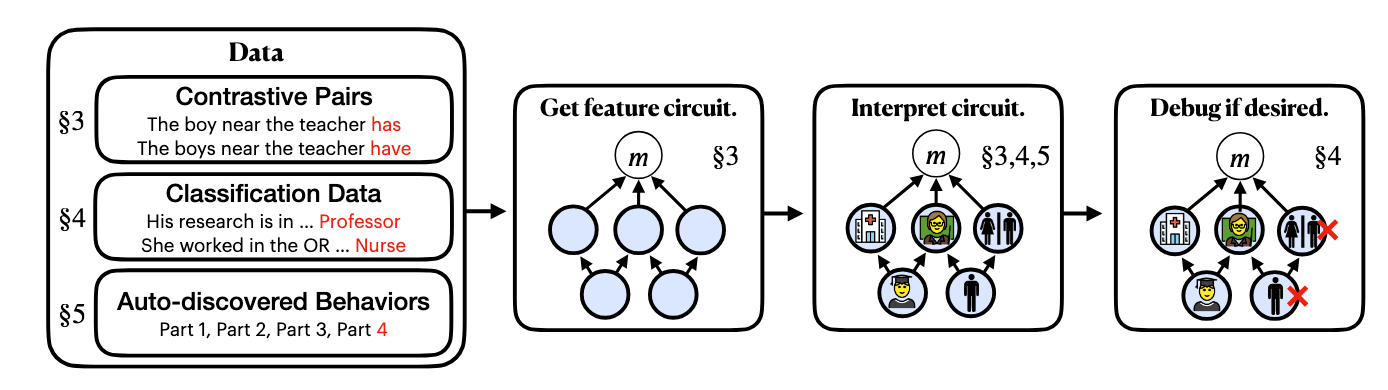 Data
§3
Contrastive Pairs
The boy near the teacher has
The boys near the teacher have
§4
Classification Data
His research is in ... Professor
She worked in the OR ... Nurse
§5
Auto-discovered Behaviors
Part 1, Part 2, Part 3, Part 4
Get feature circuit.
m
§3
Interpret circuit.
m
§3,4,5
Debug if desired.
m
§4